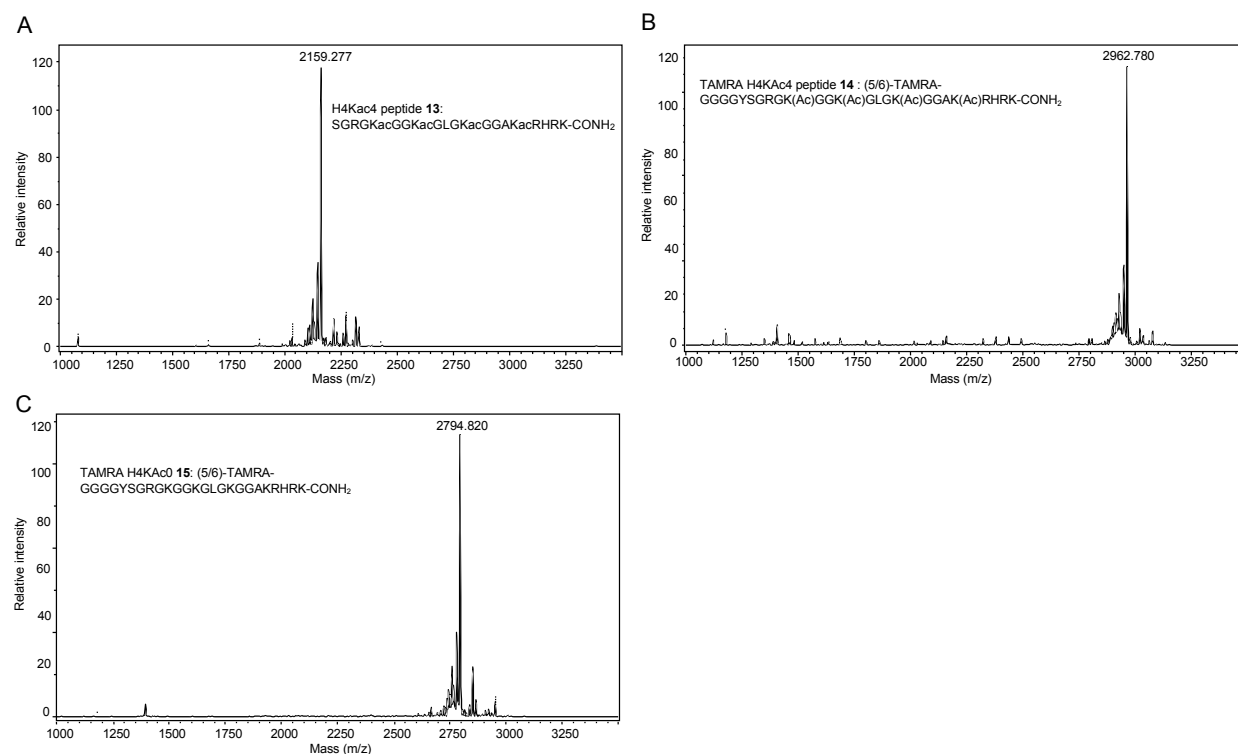 A
2159.277
120
100
80
60
40
20
0
Relative intensity
H4Kac4 peptide 13:
SGRGKacGGKacGLGKacGGAKacRHRK-CONH₂
1000 1250 1500 1750 2000 2250 2500 2750 3000 3250
Mass (m/z)
B
2962.780
120
100
80
60
40
20
0
Relative intensity
TAMRA H4KAc4 peptide 14 : (5/6)-TAMRA-
GGGGYSGRGK(Ac)GGK(Ac)GLGK(Ac)GGAK(Ac)RHRK-CONH₂
1000 1250 1500 1750 2000 2250 2500 2750 3000 3250
Mass (m/z)
C
2794.820
120
100
80
60
40
20
0
Relative intensity
TAMRA H4KAc0 15: (5/6)-TAMRA-
GGGGYSGRGKGGKGLGKGGAKRHRK-CONH₂
1000 1250 1500 1750 2000 2250 2500 2750 3000 3250
Mass (m/z)